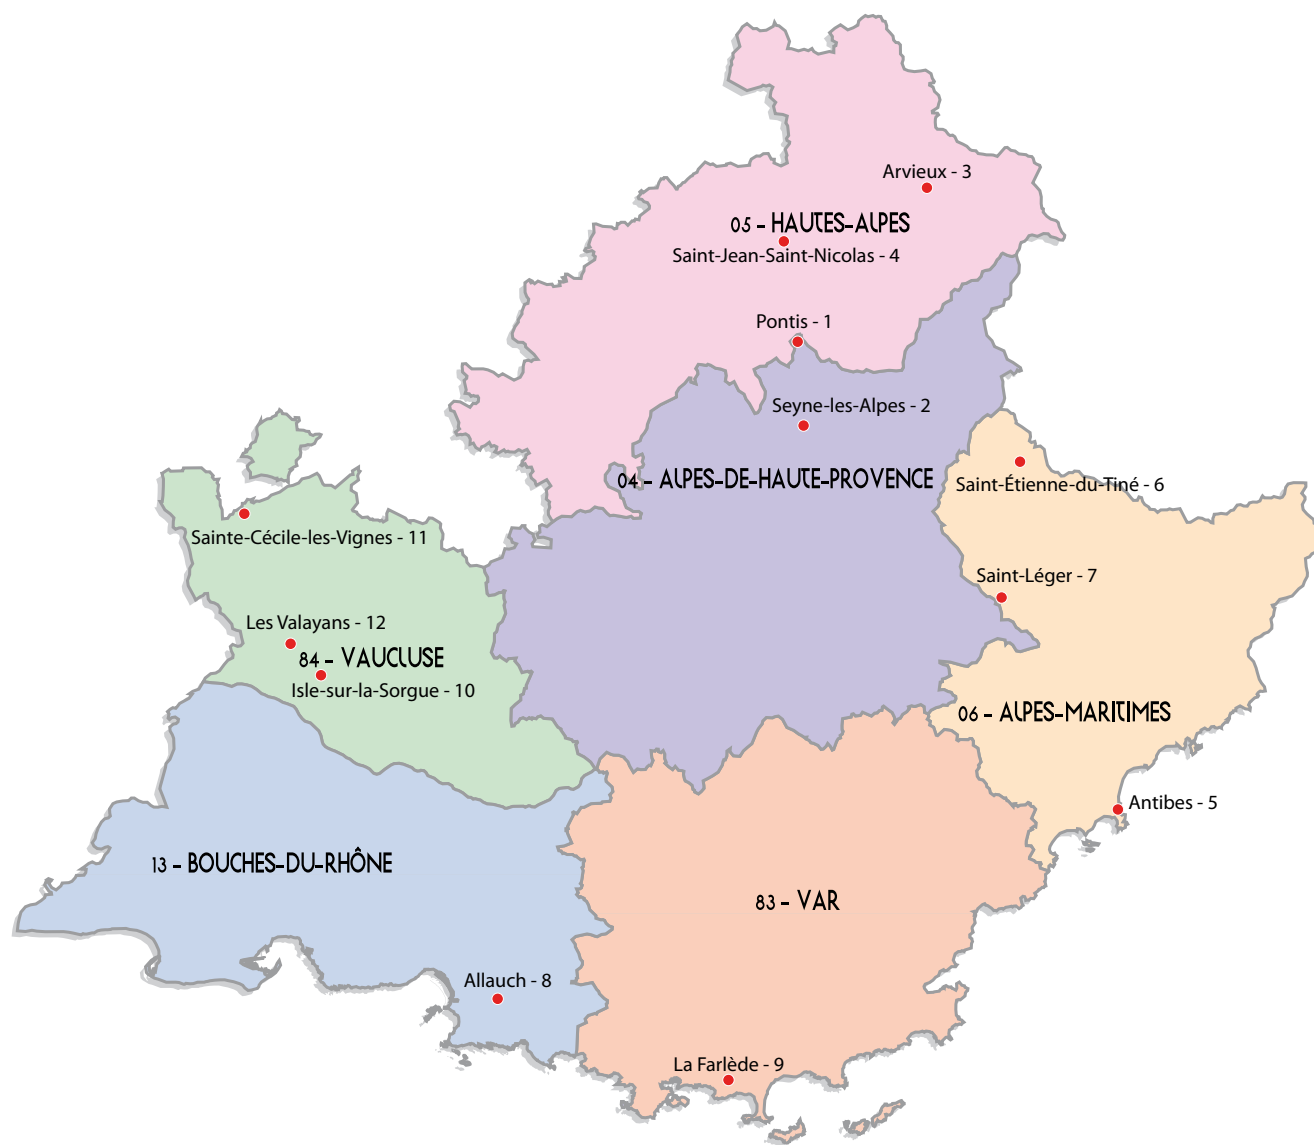 Arvieux - 3
05 - HAUTES-ALPES
Saint-Jean-Saint-Nicolas - 4
Pontis - 1
Seyne-les-Alpes - 2
04 - ALPES-DE-HAUTE-PROVENCE
Saint-Étienne-du-Tiné - 6
Sainte-Cécile-les-Vignes - 11
Saint-Léger - 7
Les Valayans - 12
84 - VAUCLUSE
Isle-sur-la-Sorgue - 10
06 - ALPES-MARITIMES
Antibes - 5
13 - BOUCHES-DU-RHÔNE
83 - VAR
Allauch - 8
La Farlède - 9